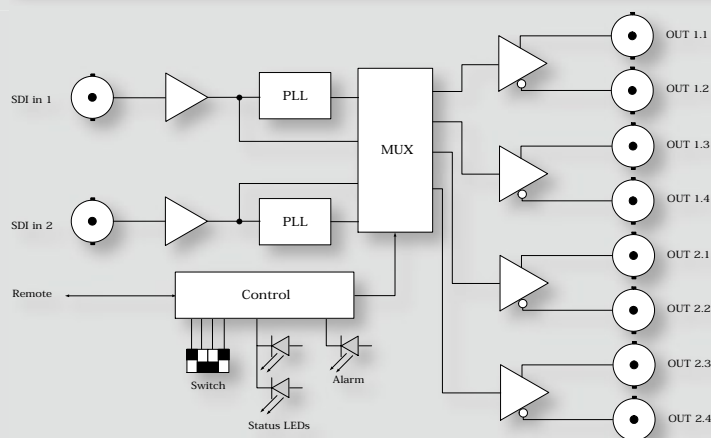 OUT 1.1
OUT 1.2
SDI in 1
PLL
MUX
OUT 1.3
OUT 1.4
SDI in 2
PLL
OUT 2.1
Remote
Control
OUT 2.2
OUT 2.3
Switch
Alarm
Status LEDs
OUT 2.4